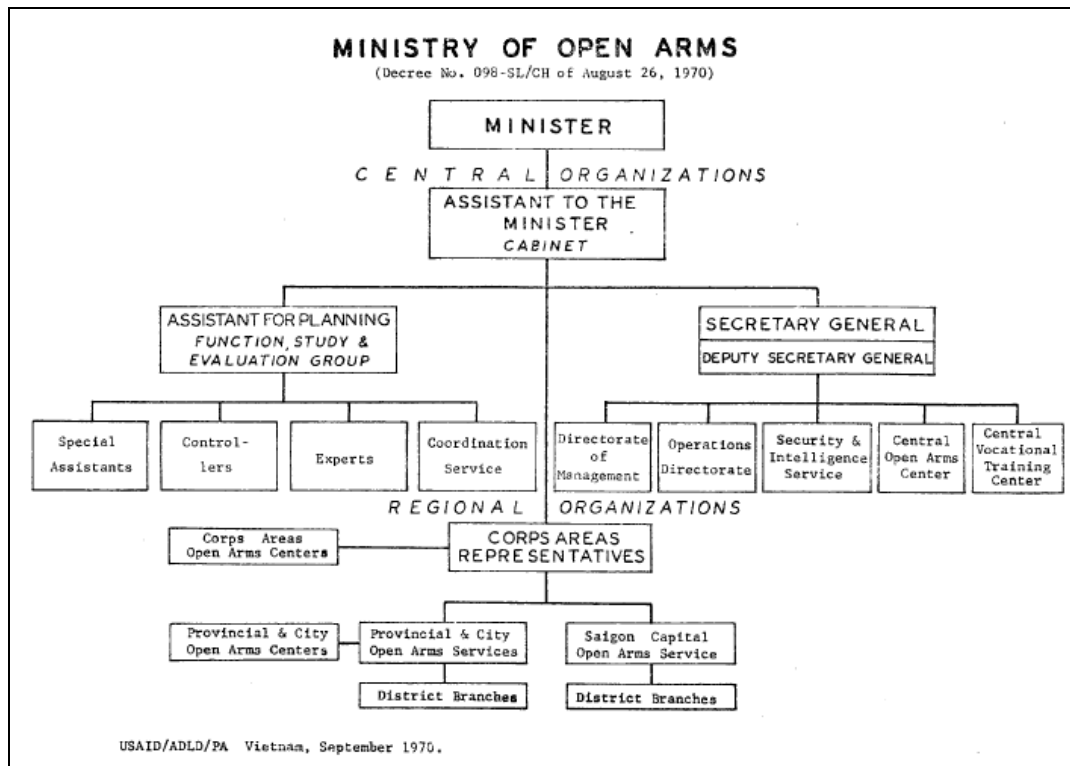 MINISTRY OF OPEN ARMS
(Decree No. 098-SL/CH of August 26, 1970)
MINISTER
CENTRAL ORGANIZATIONS
ASSISTANT TO THE
MINISTER
CABINET
ASSISTANT FOR PLANNING
FUNCTION, STUDY &
EVALUATION GROUP
SECRETARY GENERAL
DEPUTY SECRETARY GENERAL
Special
Assistants
Control-
lers
Experts
Coordination
Service
Directorate
of
Management
Operations
Directorate
Security &
Intelligence
Service
Central
Open Arms
Center
Central
Vocational
Training
Center
REGIONAL ORGANIZATIONS
Corps Areas
Open Arms Centers
CORPS AREAS
REPRESENTATIVES
Provincial & City
Open Arms Centers
Provincial & City
Open Arms Services
Saigon Capital
Open Arms Service
District Branches
District Branches
USAID/ADLD/PA Vietnam, September 1970.